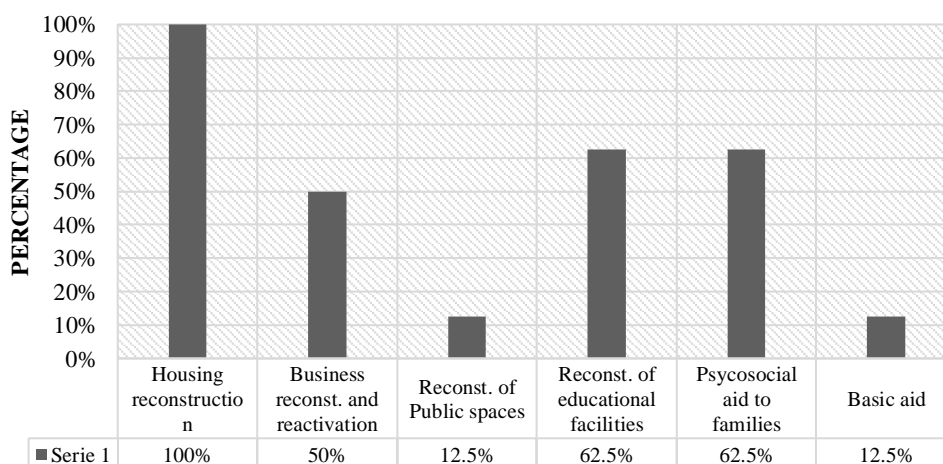 100%
90%
80%
70%
60%
50%
40%
30%
20%
10%
0%
PERCENTAGE
Housing
reconstructio
n
Business
reconst. and
reactivation
Reconst. of
Public spaces
Reconst. of
educational
facilities
Psycosocial
aid to
families
Basic aid
Serie 1 100% 50% 12.5% 62.5% 62.5% 12.5%